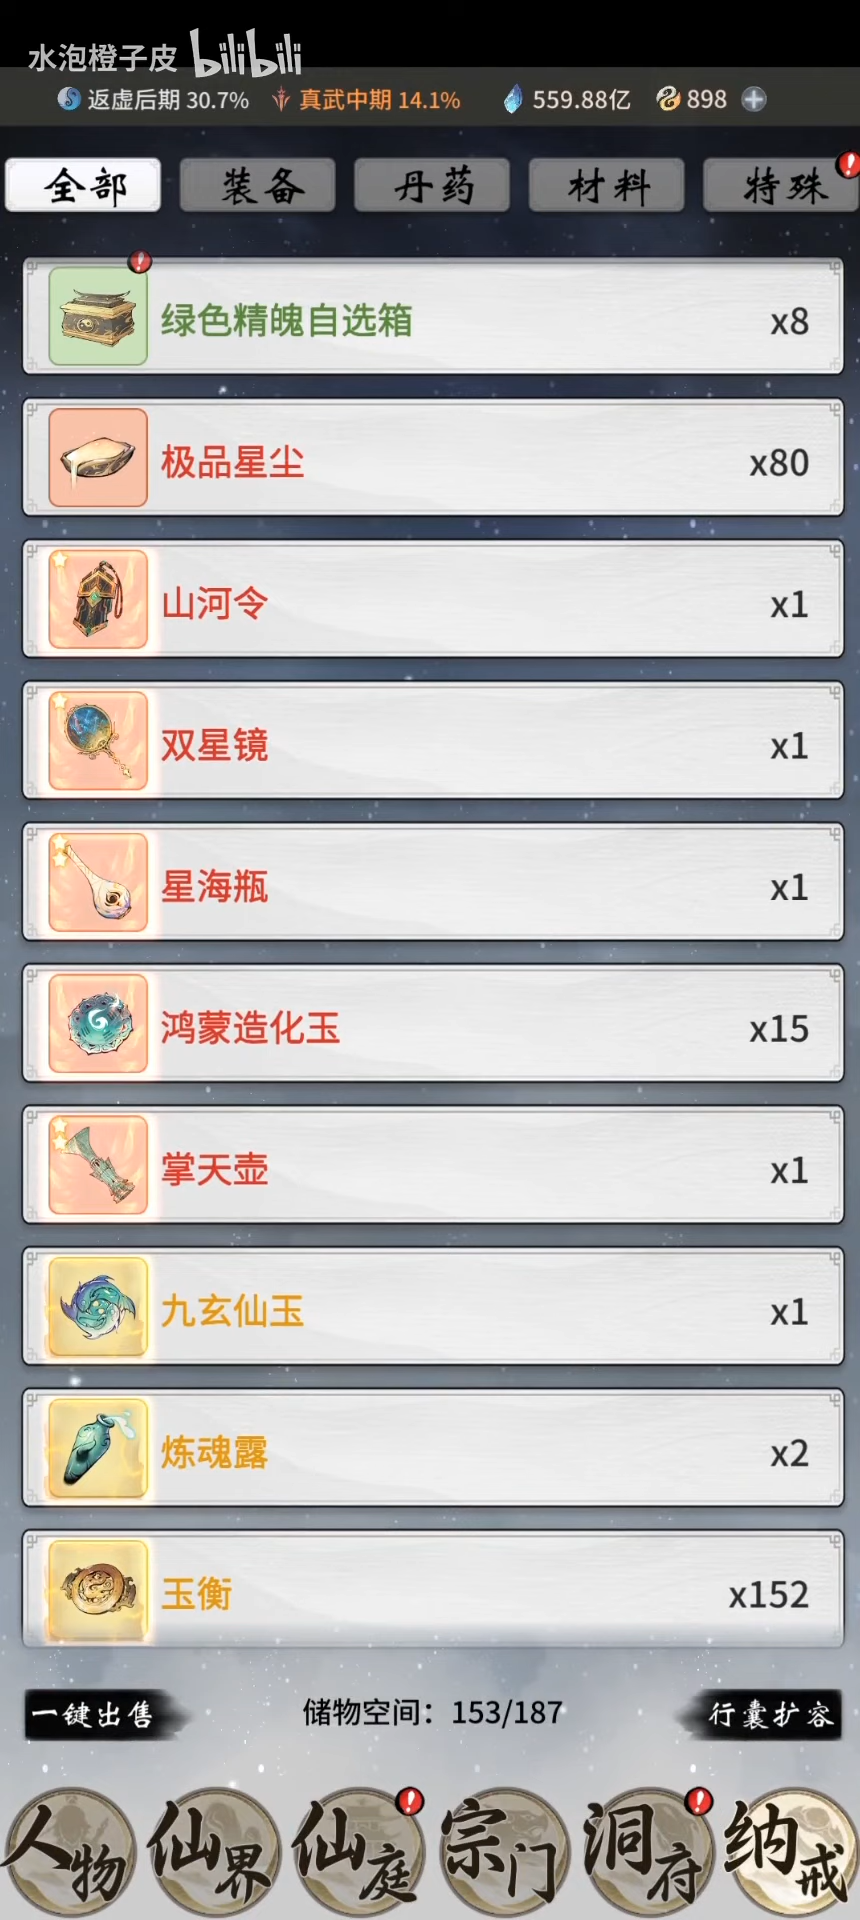 水泡橙子皮 bilibili
返虚后期 30.7% 真武中期 14.1% 559.88亿 898
全部 装备 丹药 材料 特殊
绿色精魄自选箱 x8
极品星尘 x80
山河令 x1
双星镜 x1
星海瓶 x1
鸿蒙造化玉 x15
掌天壶 x1
九玄仙玉 x1
炼魂露 x2
玉衡 x152
一键出售 储物空间：153/187 行囊扩容
人物 仙界 仙庭 宗门 洞府 纳戒